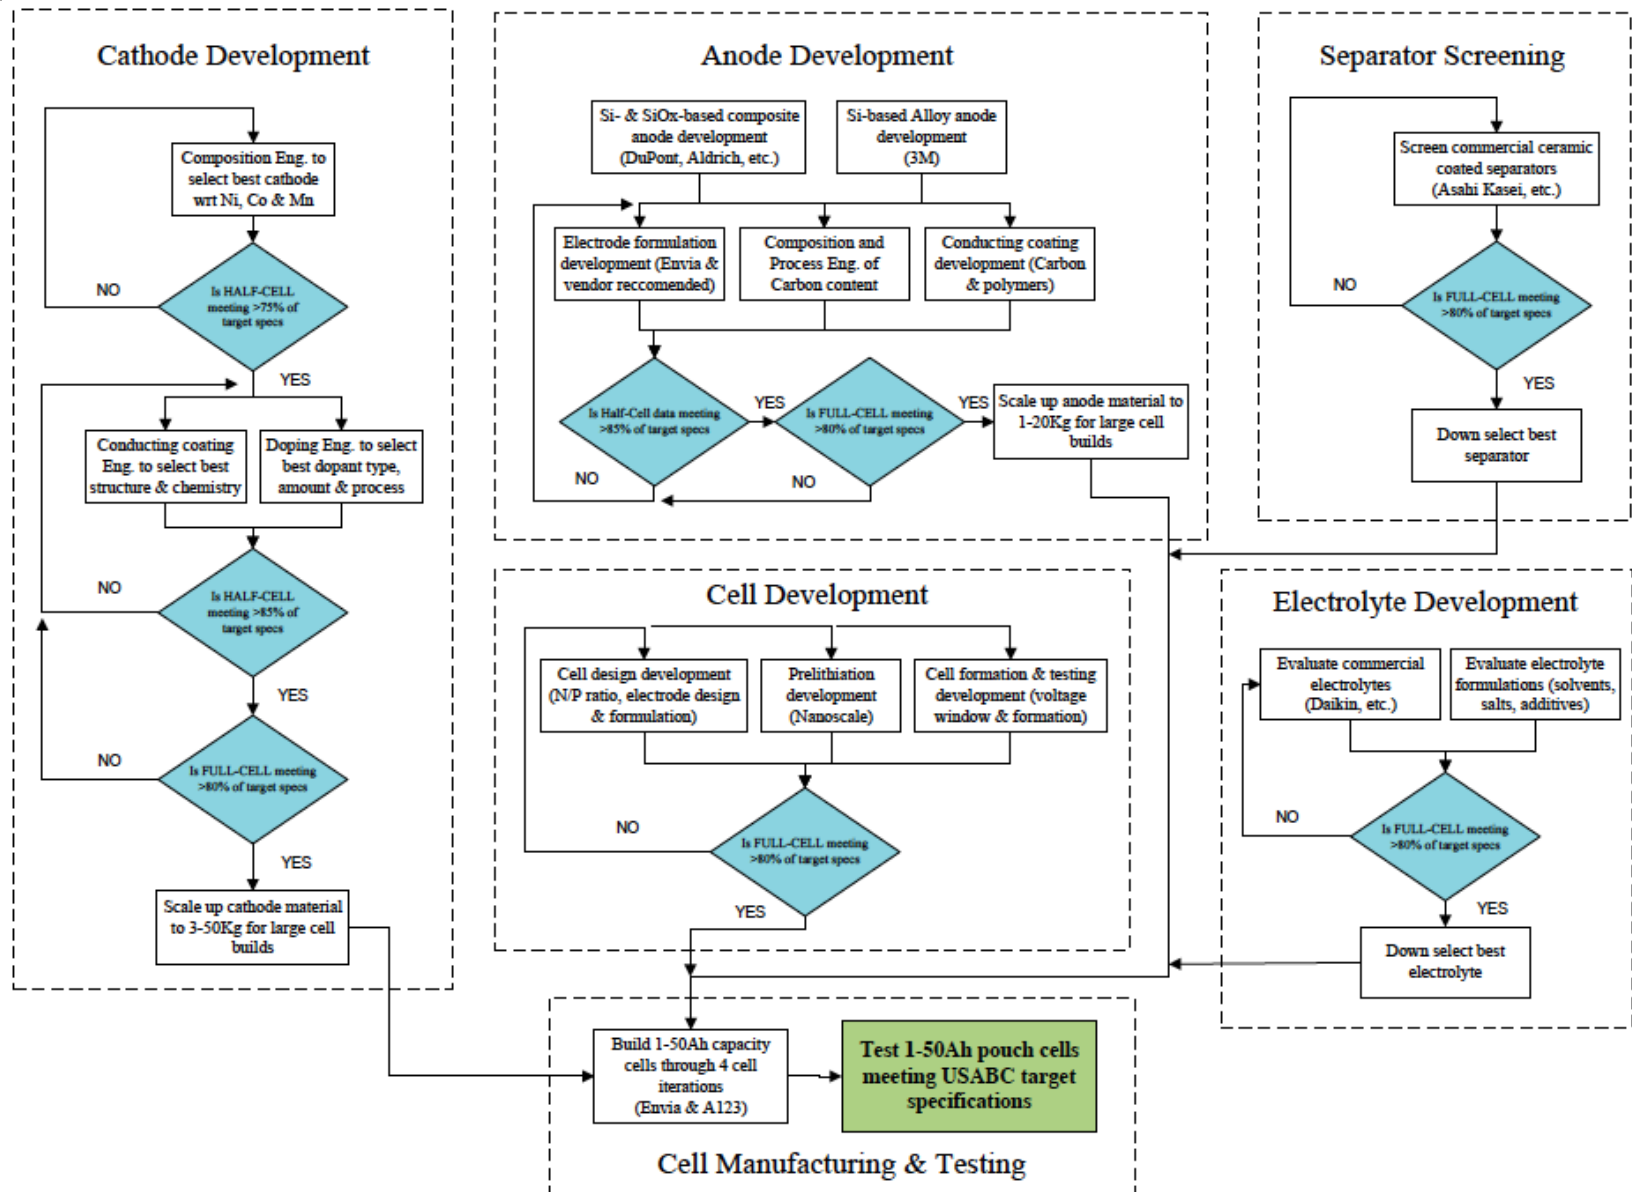 Cathode Development
Composition Eng. to
select best cathode
wrt Ni, Co & Mn
NO
Is HALF-CELL
meeting >75% of
target specs
YES
Conducting coating
Eng. to select best
structure & chemistry
Doping Eng. to select
best dopant type,
amount & process
NO
Is HALF-CELL
meeting >85% of
target specs
YES
NO
Is FULL-CELL meeting
>80% of target specs
YES
Scale up cathode material
to 3-50Kg for large cell
builds
Anode Development
Si- & SiOx-based composite
anode development
(DuPont, Aldrich, etc.)
Si-based Alloy anode
development
(3M)
Electrode formulation
development (Envia &
vendor reccomended)
Composition and
Process Eng. of
Carbon content
Conducting coating
development (Carbon
& polymers)
Is Half-Cell data meeting
>85% of target specs
YES
Is FULL-CELL meeting
>80% of target specs
YES
Scale up anode material to
1-20Kg for large cell
builds
NO
NO
Separator Screening
Screen commercial ceramic
coated separators
(Asahi Kasei, etc.)
NO
Is FULL-CELL meeting
>80% of target specs
YES
Down select best
separator
Cell Development
Cell design development
(N/P ratio, electrode design
& formulation)
Prelithiation
development
(Nanoscale)
Cell formation & testing
development (voltage
window & formation)
NO
Is FULL-CELL meeting
>80% of target specs
YES
Electrolyte Development
Evaluate commercial
electrolytes
(Daikin, etc.)
Evaluate electrolyte
formulations (solvents,
salts, additives)
NO
Is FULL-CELL meeting
>80% of target specs
YES
Down select best
electrolyte
Build 1-50Ah capacity
cells through 4 cell
iterations
(Envia & A123)
Test 1-50Ah pouch cells
meeting USABC target
specifications
Cell Manufacturing & Testing